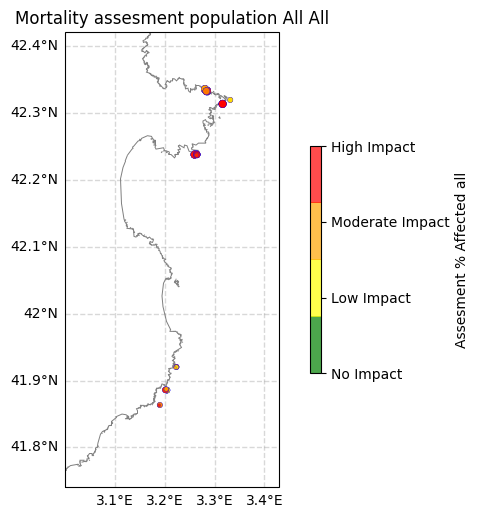 Mortality assesment population All All
42.4°N
42.3°N
42.2°N
42.1°N
42°N
41.9°N
41.8°N
3.1°E 3.2°E 3.3°E 3.4°E
High Impact
Moderate Impact
Low Impact
No Impact
Assesment % Affected all